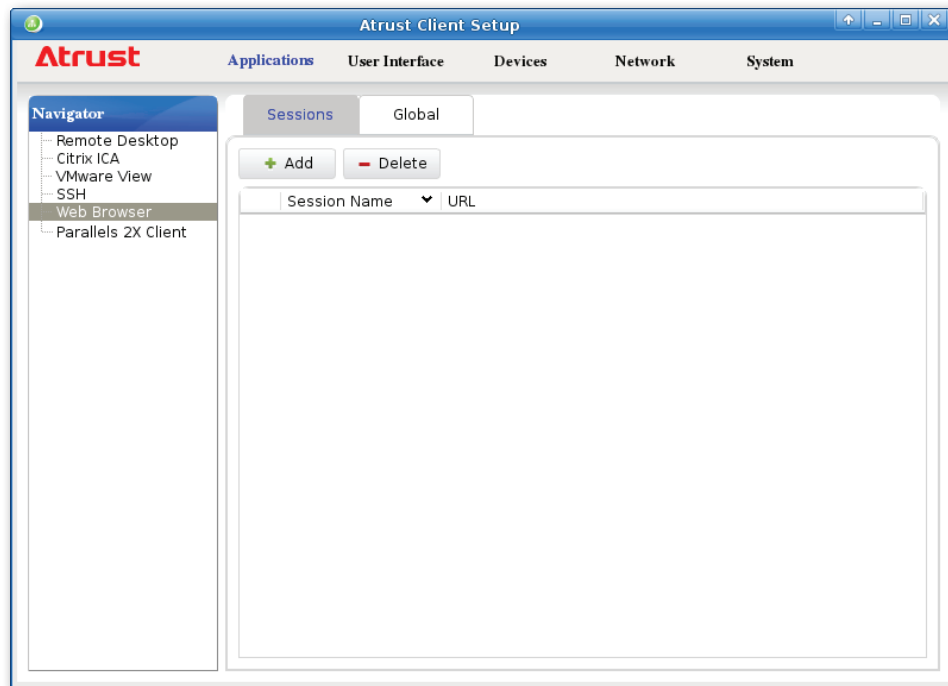 Atrust Client Setup
Atrust
Applications User Interface Devices Network System
Navigator
Remote Desktop
Citrix ICA
VMware View
SSH
Web Browser
Parallels 2X Client
Sessions Global
Add Delete
Session Name URL